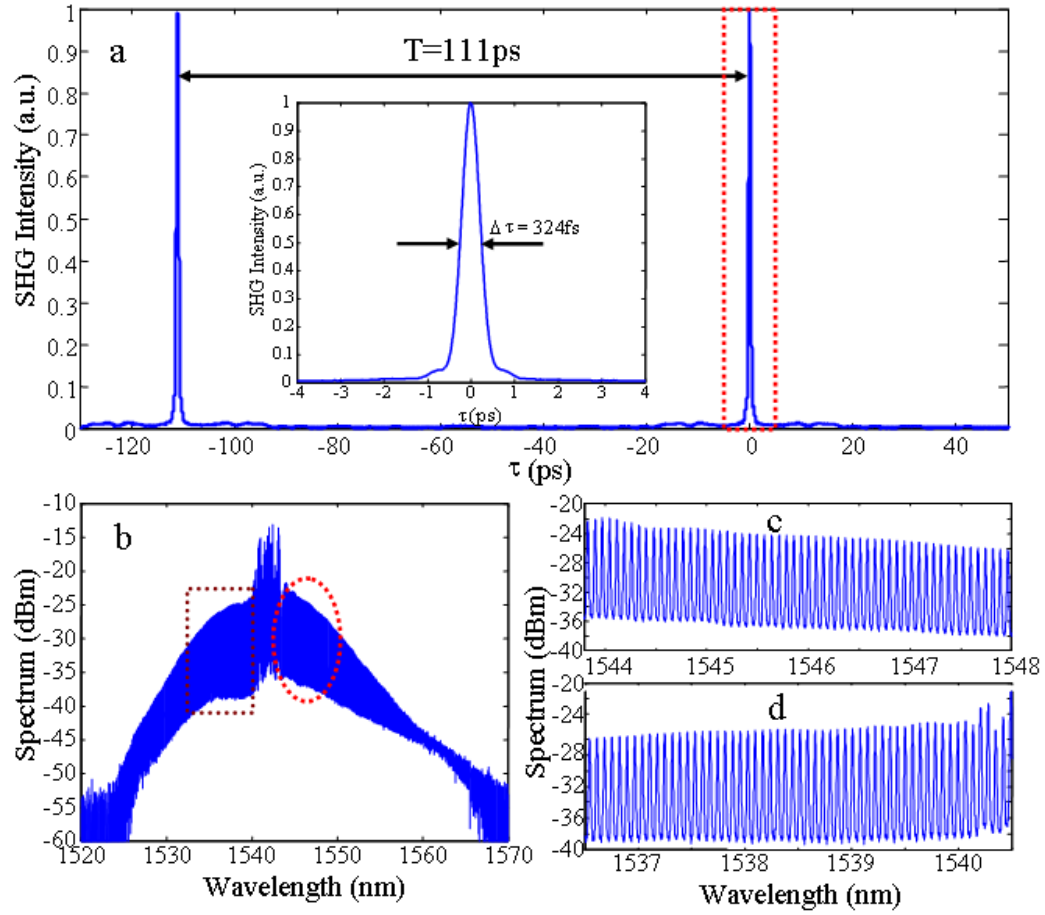 a
T=111ps
SHG Intensity (a.u.)
1
0.9
0.8
0.7
0.6
0.5
0.4
0.3
0.2
0.1
0
-120 -100 -80 -60 -40 -20 0 20 40
τ (ps)
SHG Intensity (a.u.)
1
0.9
0.8
0.7
0.6
0.5
0.4
0.3
0.2
0.1
0
Δ τ = 324fs
-4 -3 -2 -1 0 1 2 3 4
τ(ps)
b
Spectrum (dBm)
-10
-15
-20
-25
-30
-35
-40
-45
-50
-55
-60
1520 1530 1540 1550 1560 1570
Wavelength (nm)
c
-20
-24
-28
-32
-36
-40
1544 1545 1546 1547 1548
Spectrum (dBm)
d
-20
-24
-28
-32
-36
-40
1537 1538 1539 1540
Wavelength (nm)